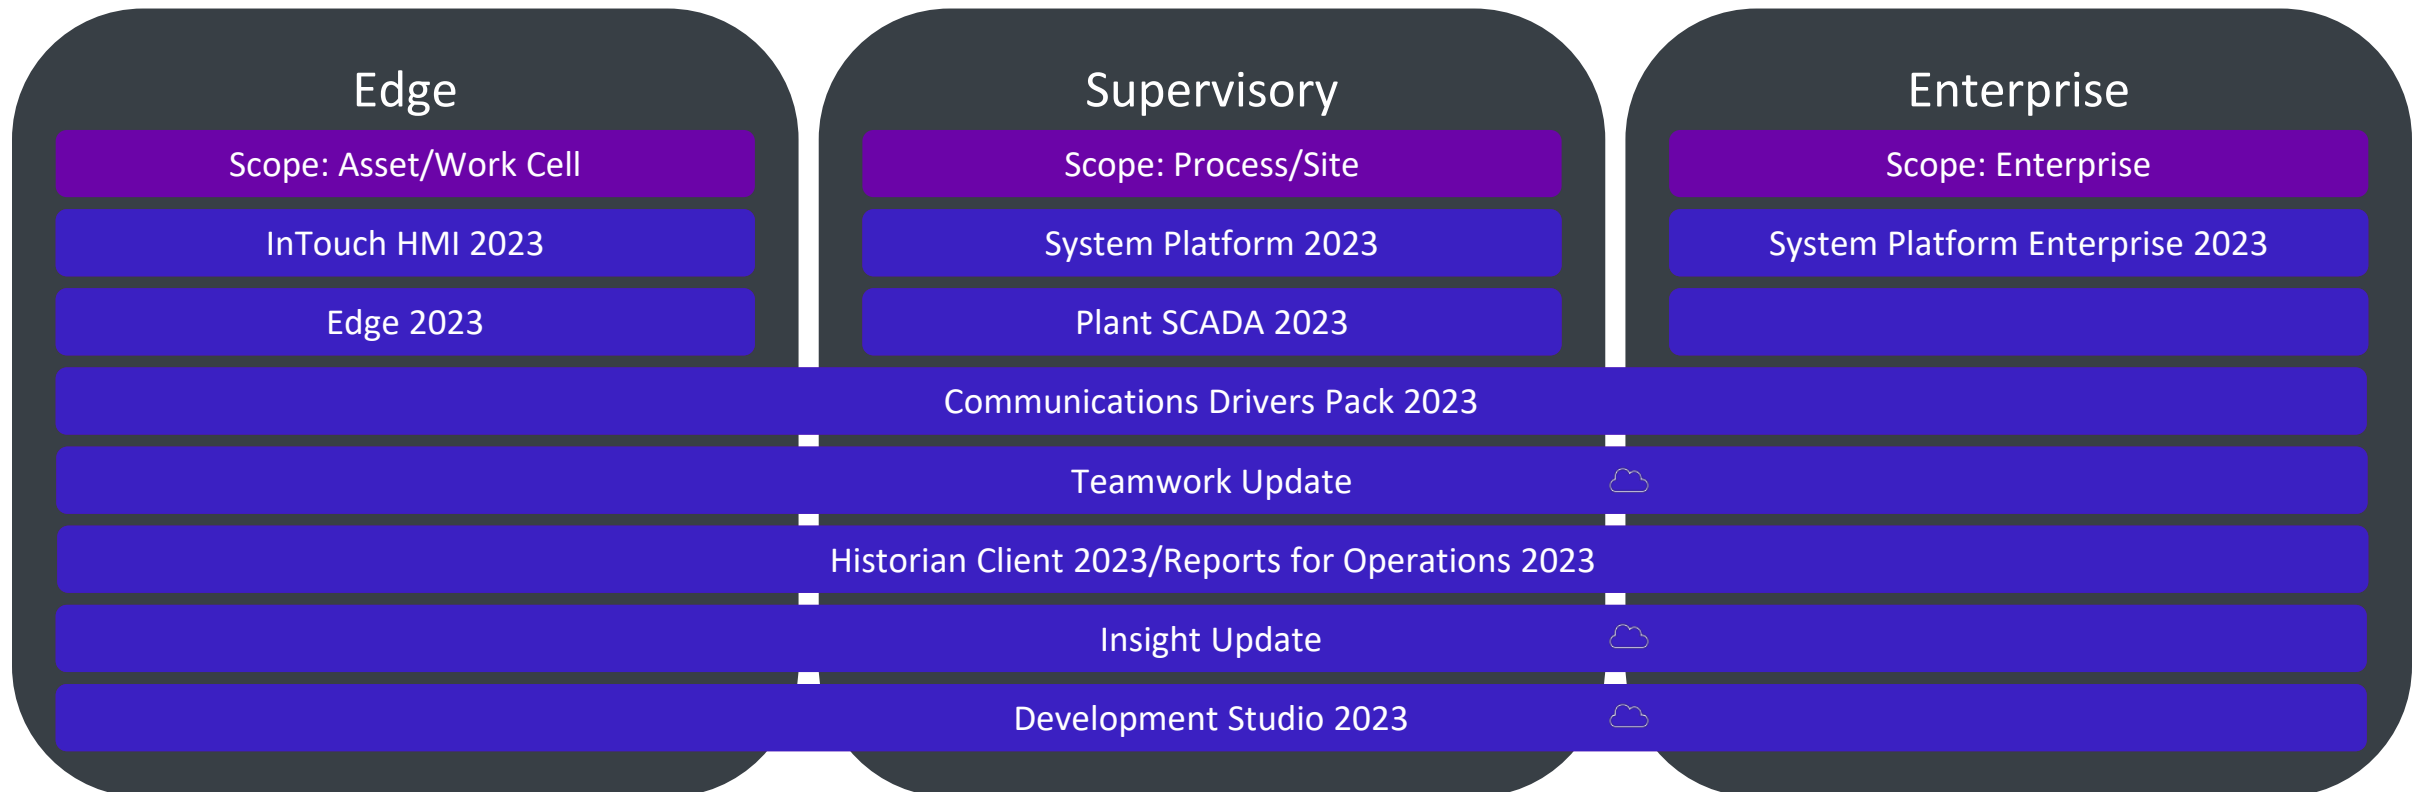 Edge
Scope: Asset/Work Cell
InTouch HMI 2023
Edge 2023
Supervisory
Scope: Process/Site
System Platform 2023
Plant SCADA 2023
Enterprise
Scope: Enterprise
System Platform Enterprise 2023
Communications Drivers Pack 2023
Teamwork Update
Historian Client 2023/Reports for Operations 2023
Insight Update
Development Studio 2023